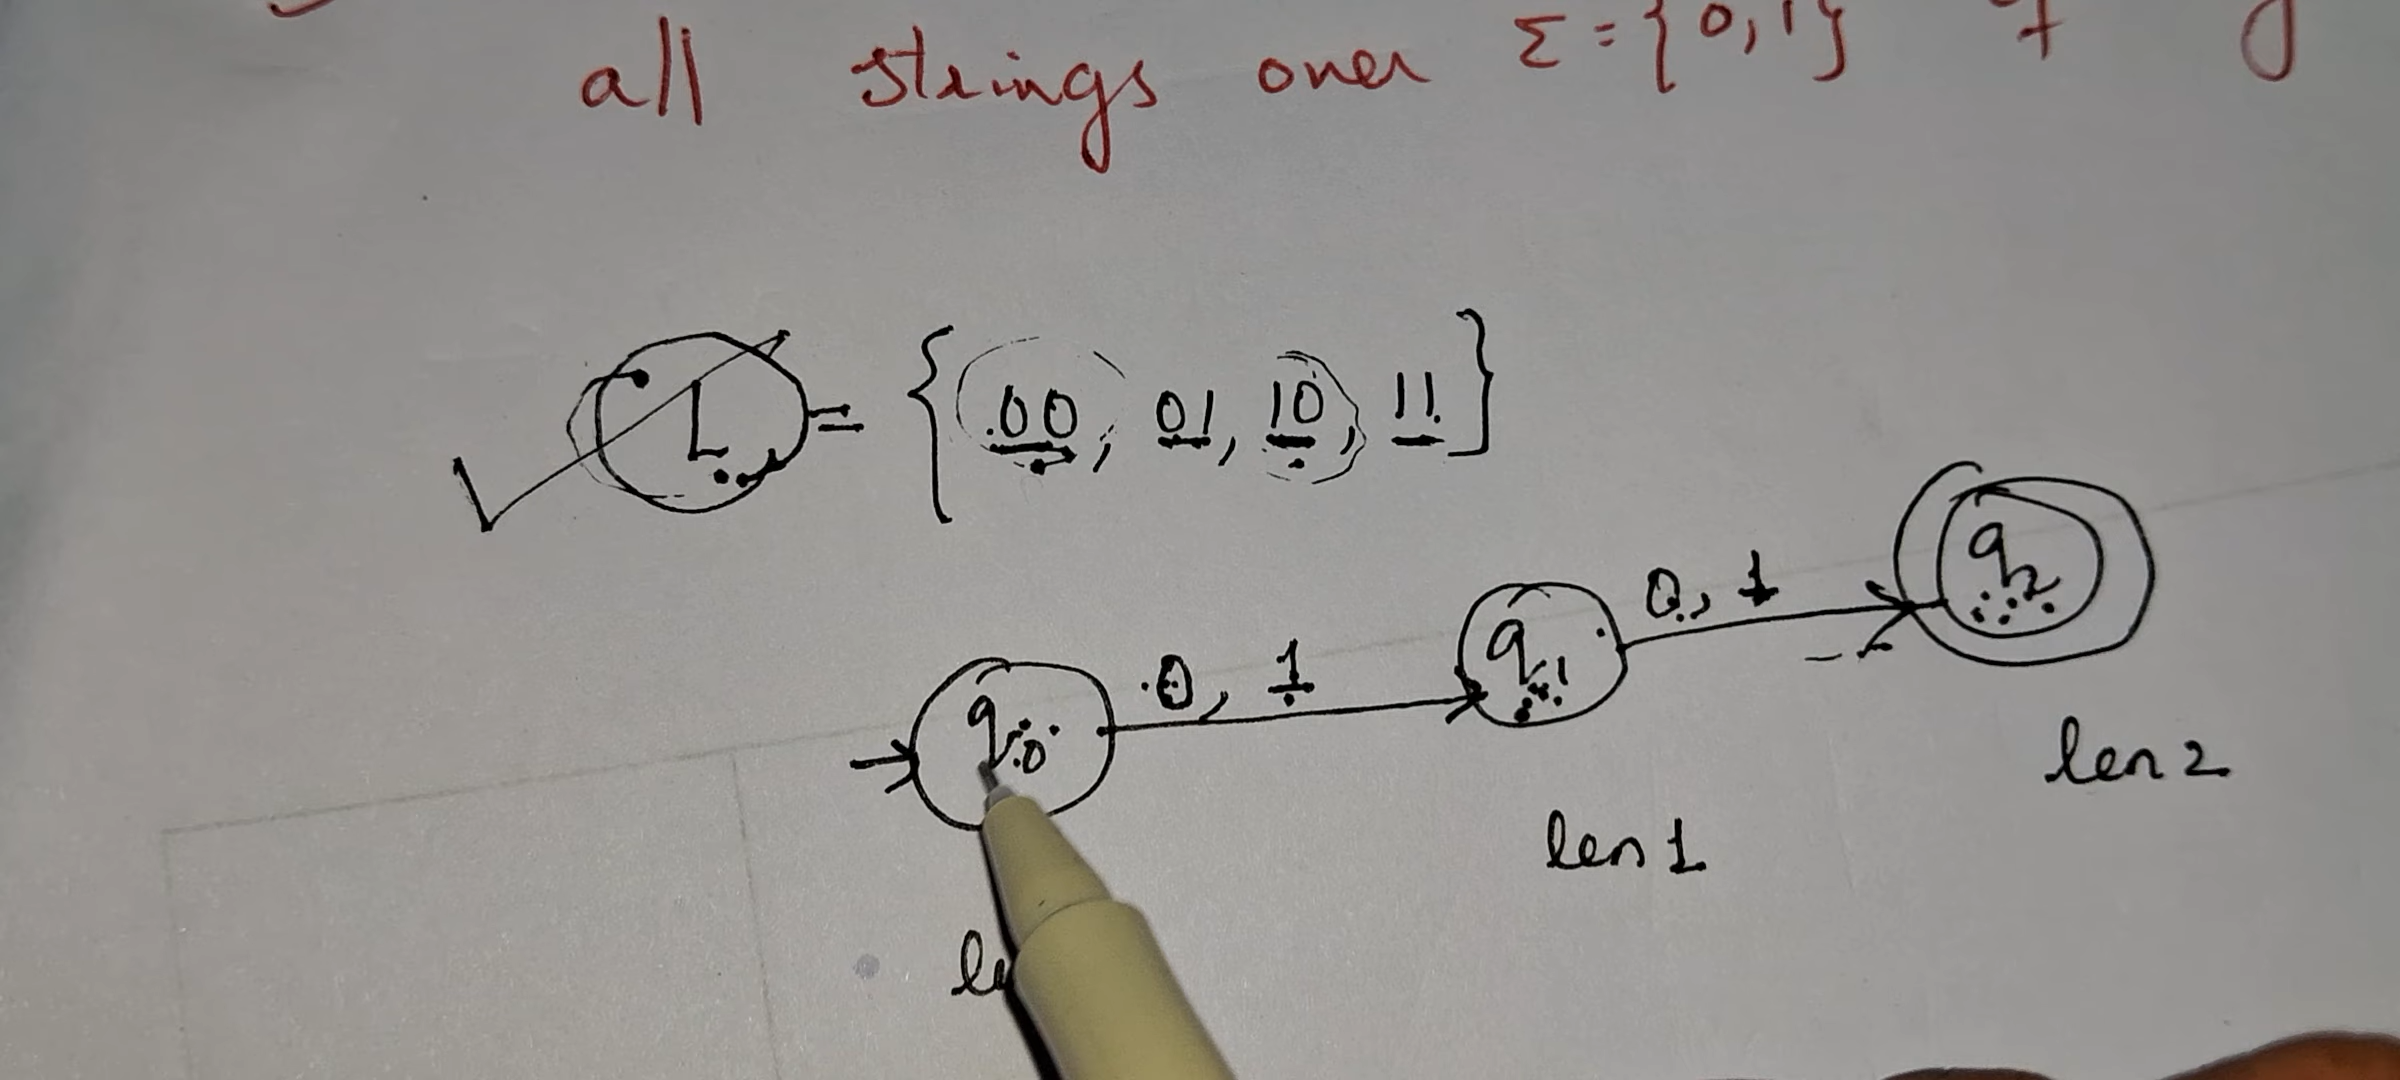 all strings over Σ = {0,1}
L = {00, 01, 10, 11}
q2
0, 1
q1
0, 1
q0
len 2
len 1